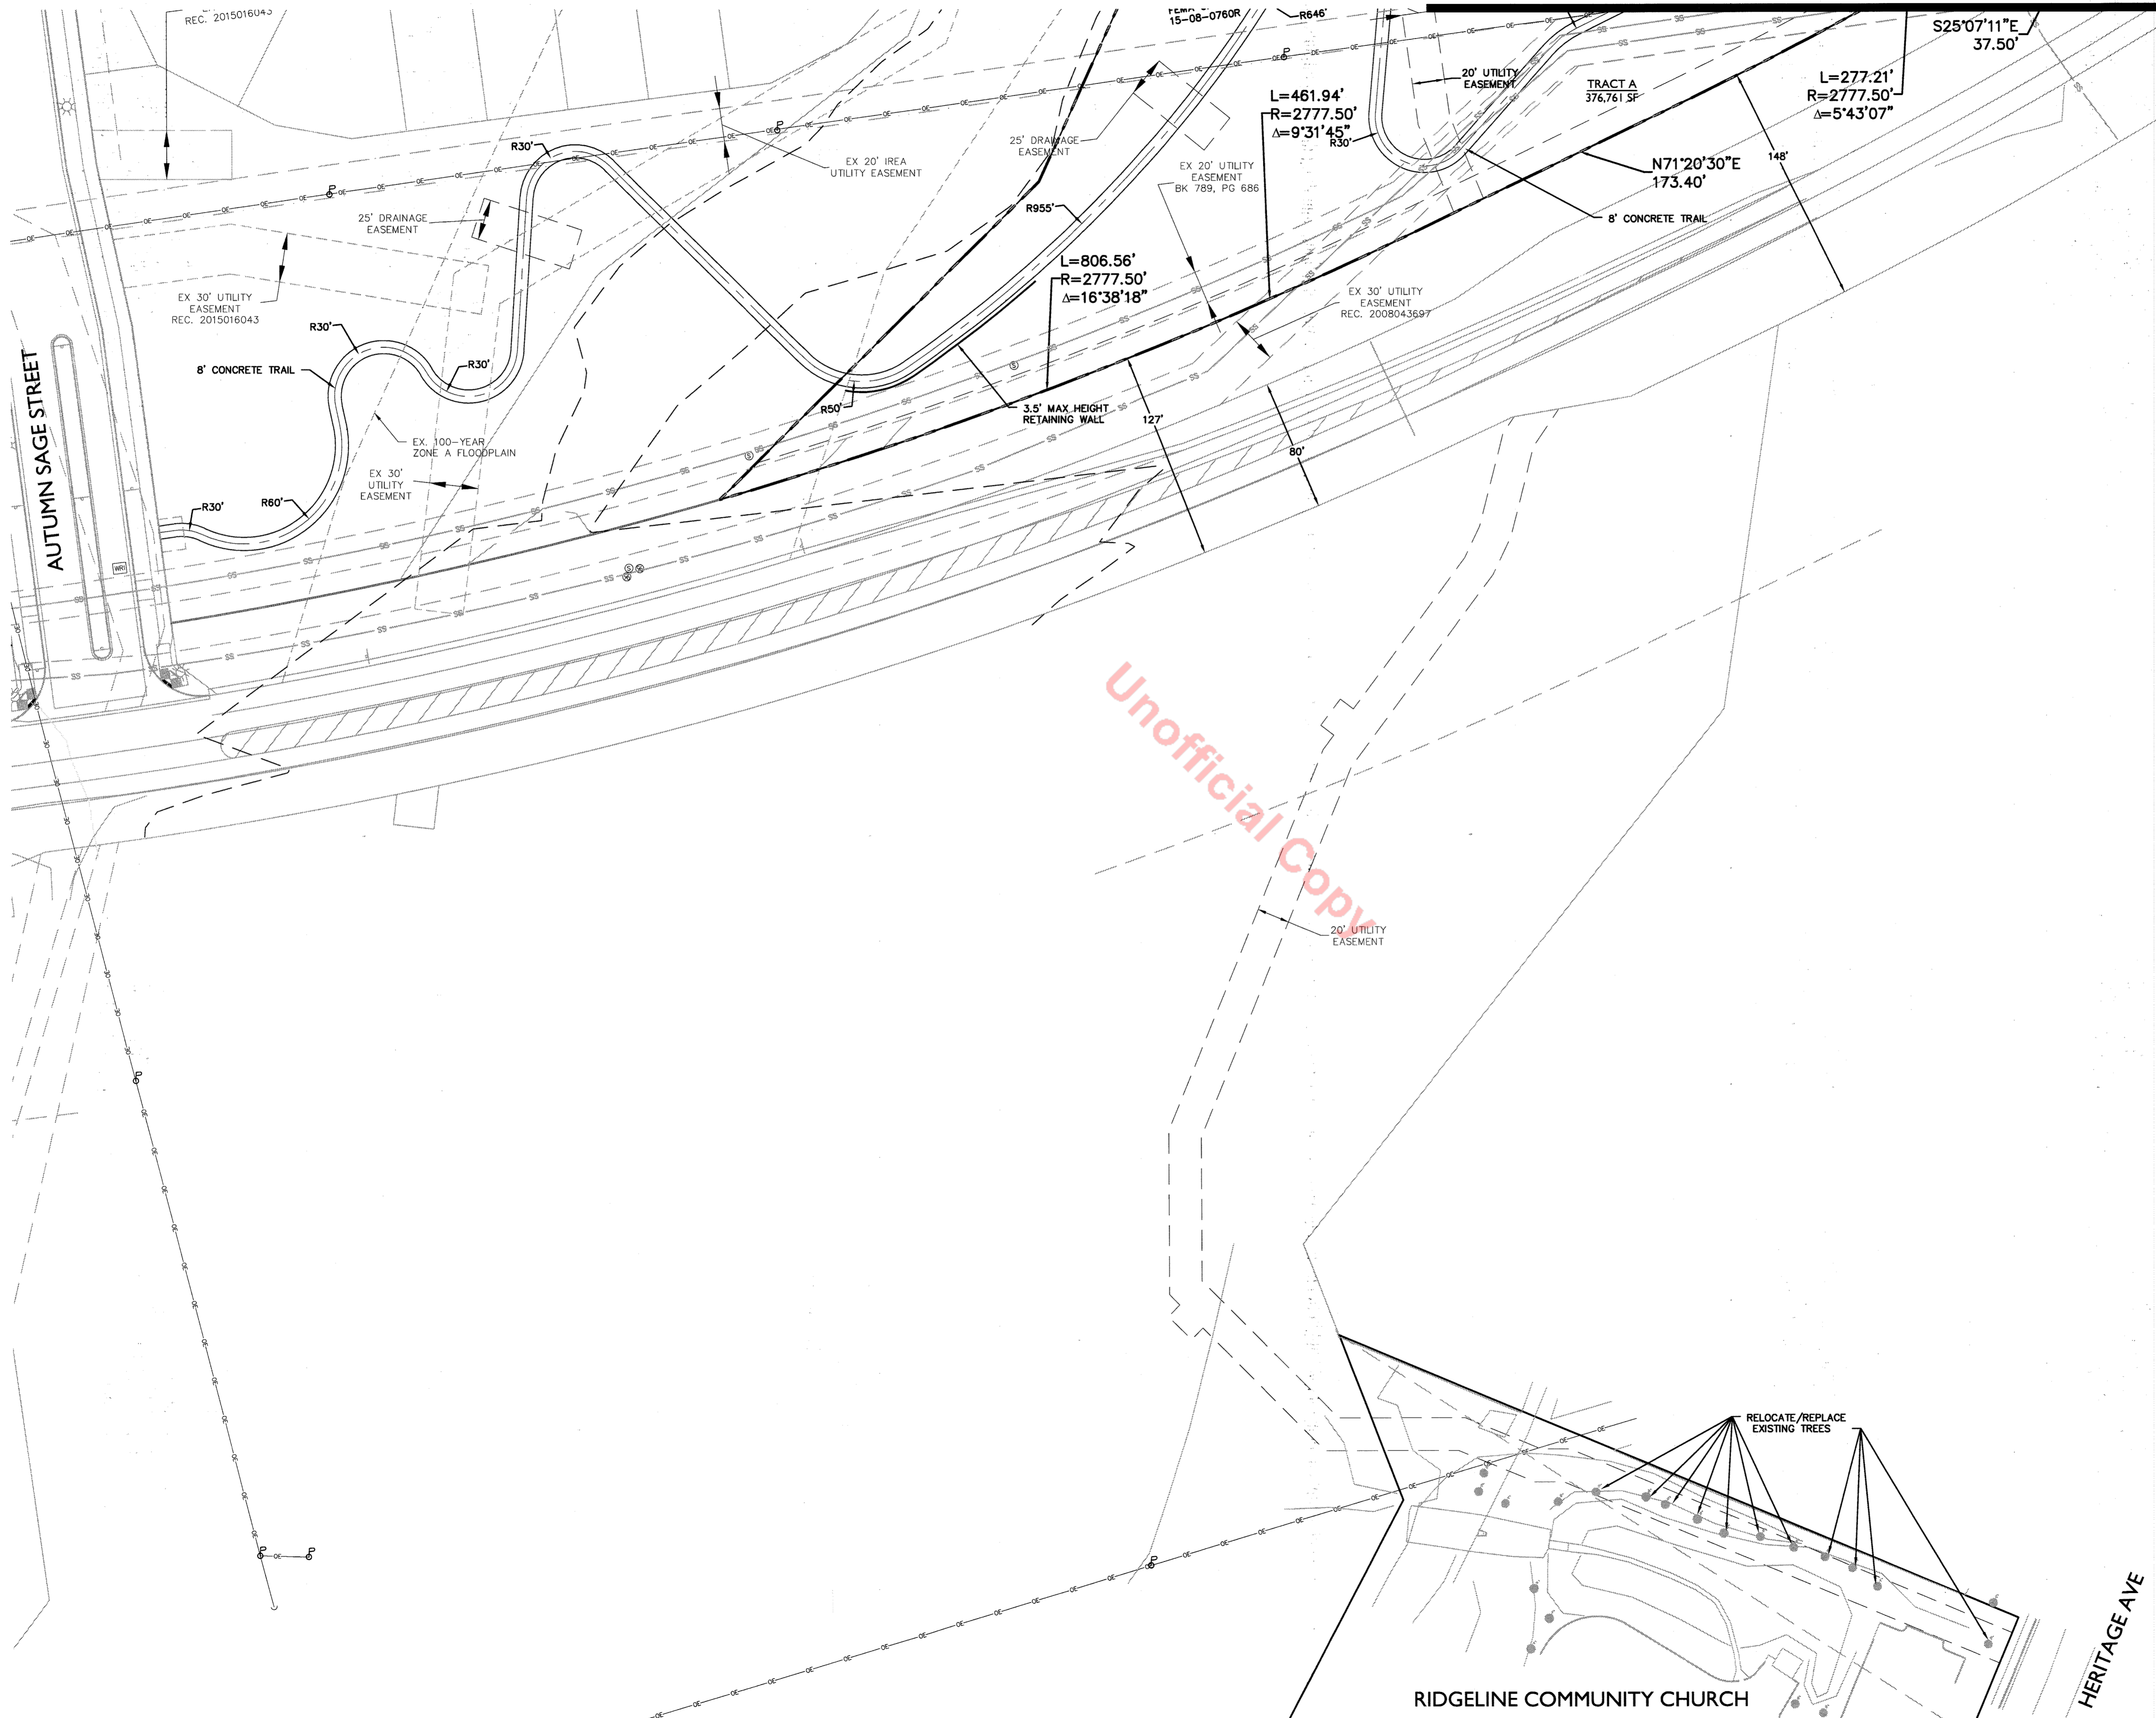 REC. 2015016043
15-08-0760R
R646'
S25°07'11"E
37.50'
20' UTILITY
EASEMENT
TRACT A
376,761 SF
L=277.21'
R=2777.50'
Δ=5°43'07"
L=461.94'
R=2777.50'
Δ=9°31'45"
R30'
25' DRAINAGE
EASEMENT
R30'
EX 20' IREA
UTILITY EASEMENT
EX 20' UTILITY
EASEMENT
BK 789, PG 686
N71°20'30"E
173.40'
148'
8' CONCRETE TRAIL
25' DRAINAGE
EASEMENT
R955'
L=806.56'
R=2777.50'
Δ=16°38'18"
EX 30' UTILITY
EASEMENT
REC. 2015016043
EX 30' UTILITY
EASEMENT
REC. 2008043697
R30'
R30'
8' CONCRETE TRAIL
R50'
3.5' MAX HEIGHT
RETAINING WALL
127'
80'
EX. 100-YEAR
ZONE A FLOODPLAIN
EX 30'
UTILITY
EASEMENT
R30'
R60'
AUTUMN SAGE STREET
WRI
Unofficial Copy
20' UTILITY
EASEMENT
RELOCATE/REPLACE
EXISTING TREES
HERITAGE AVE
RIDGELINE COMMUNITY CHURCH